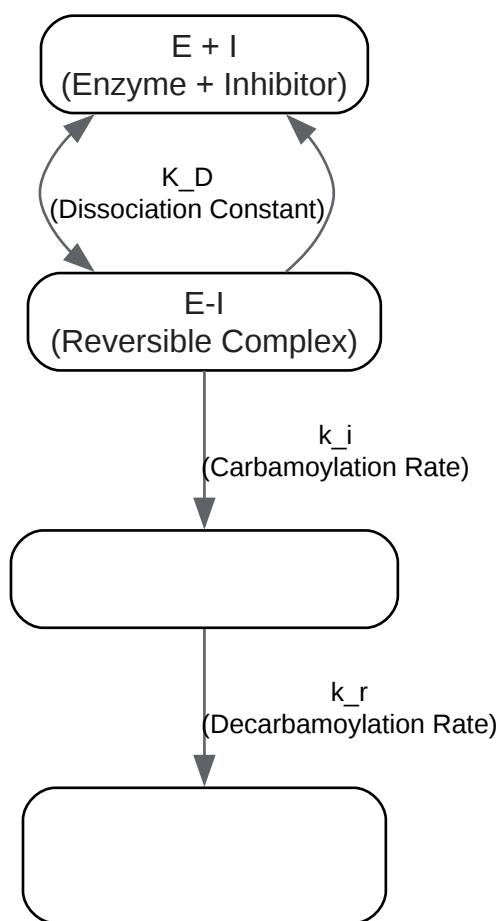 E + I
(Enzyme + Inhibitor)
K_D
(Dissociation Constant)
E-I
(Reversible Complex)
k_i
(Carbamoylation Rate)
k_r
(Decarbamoylation Rate)